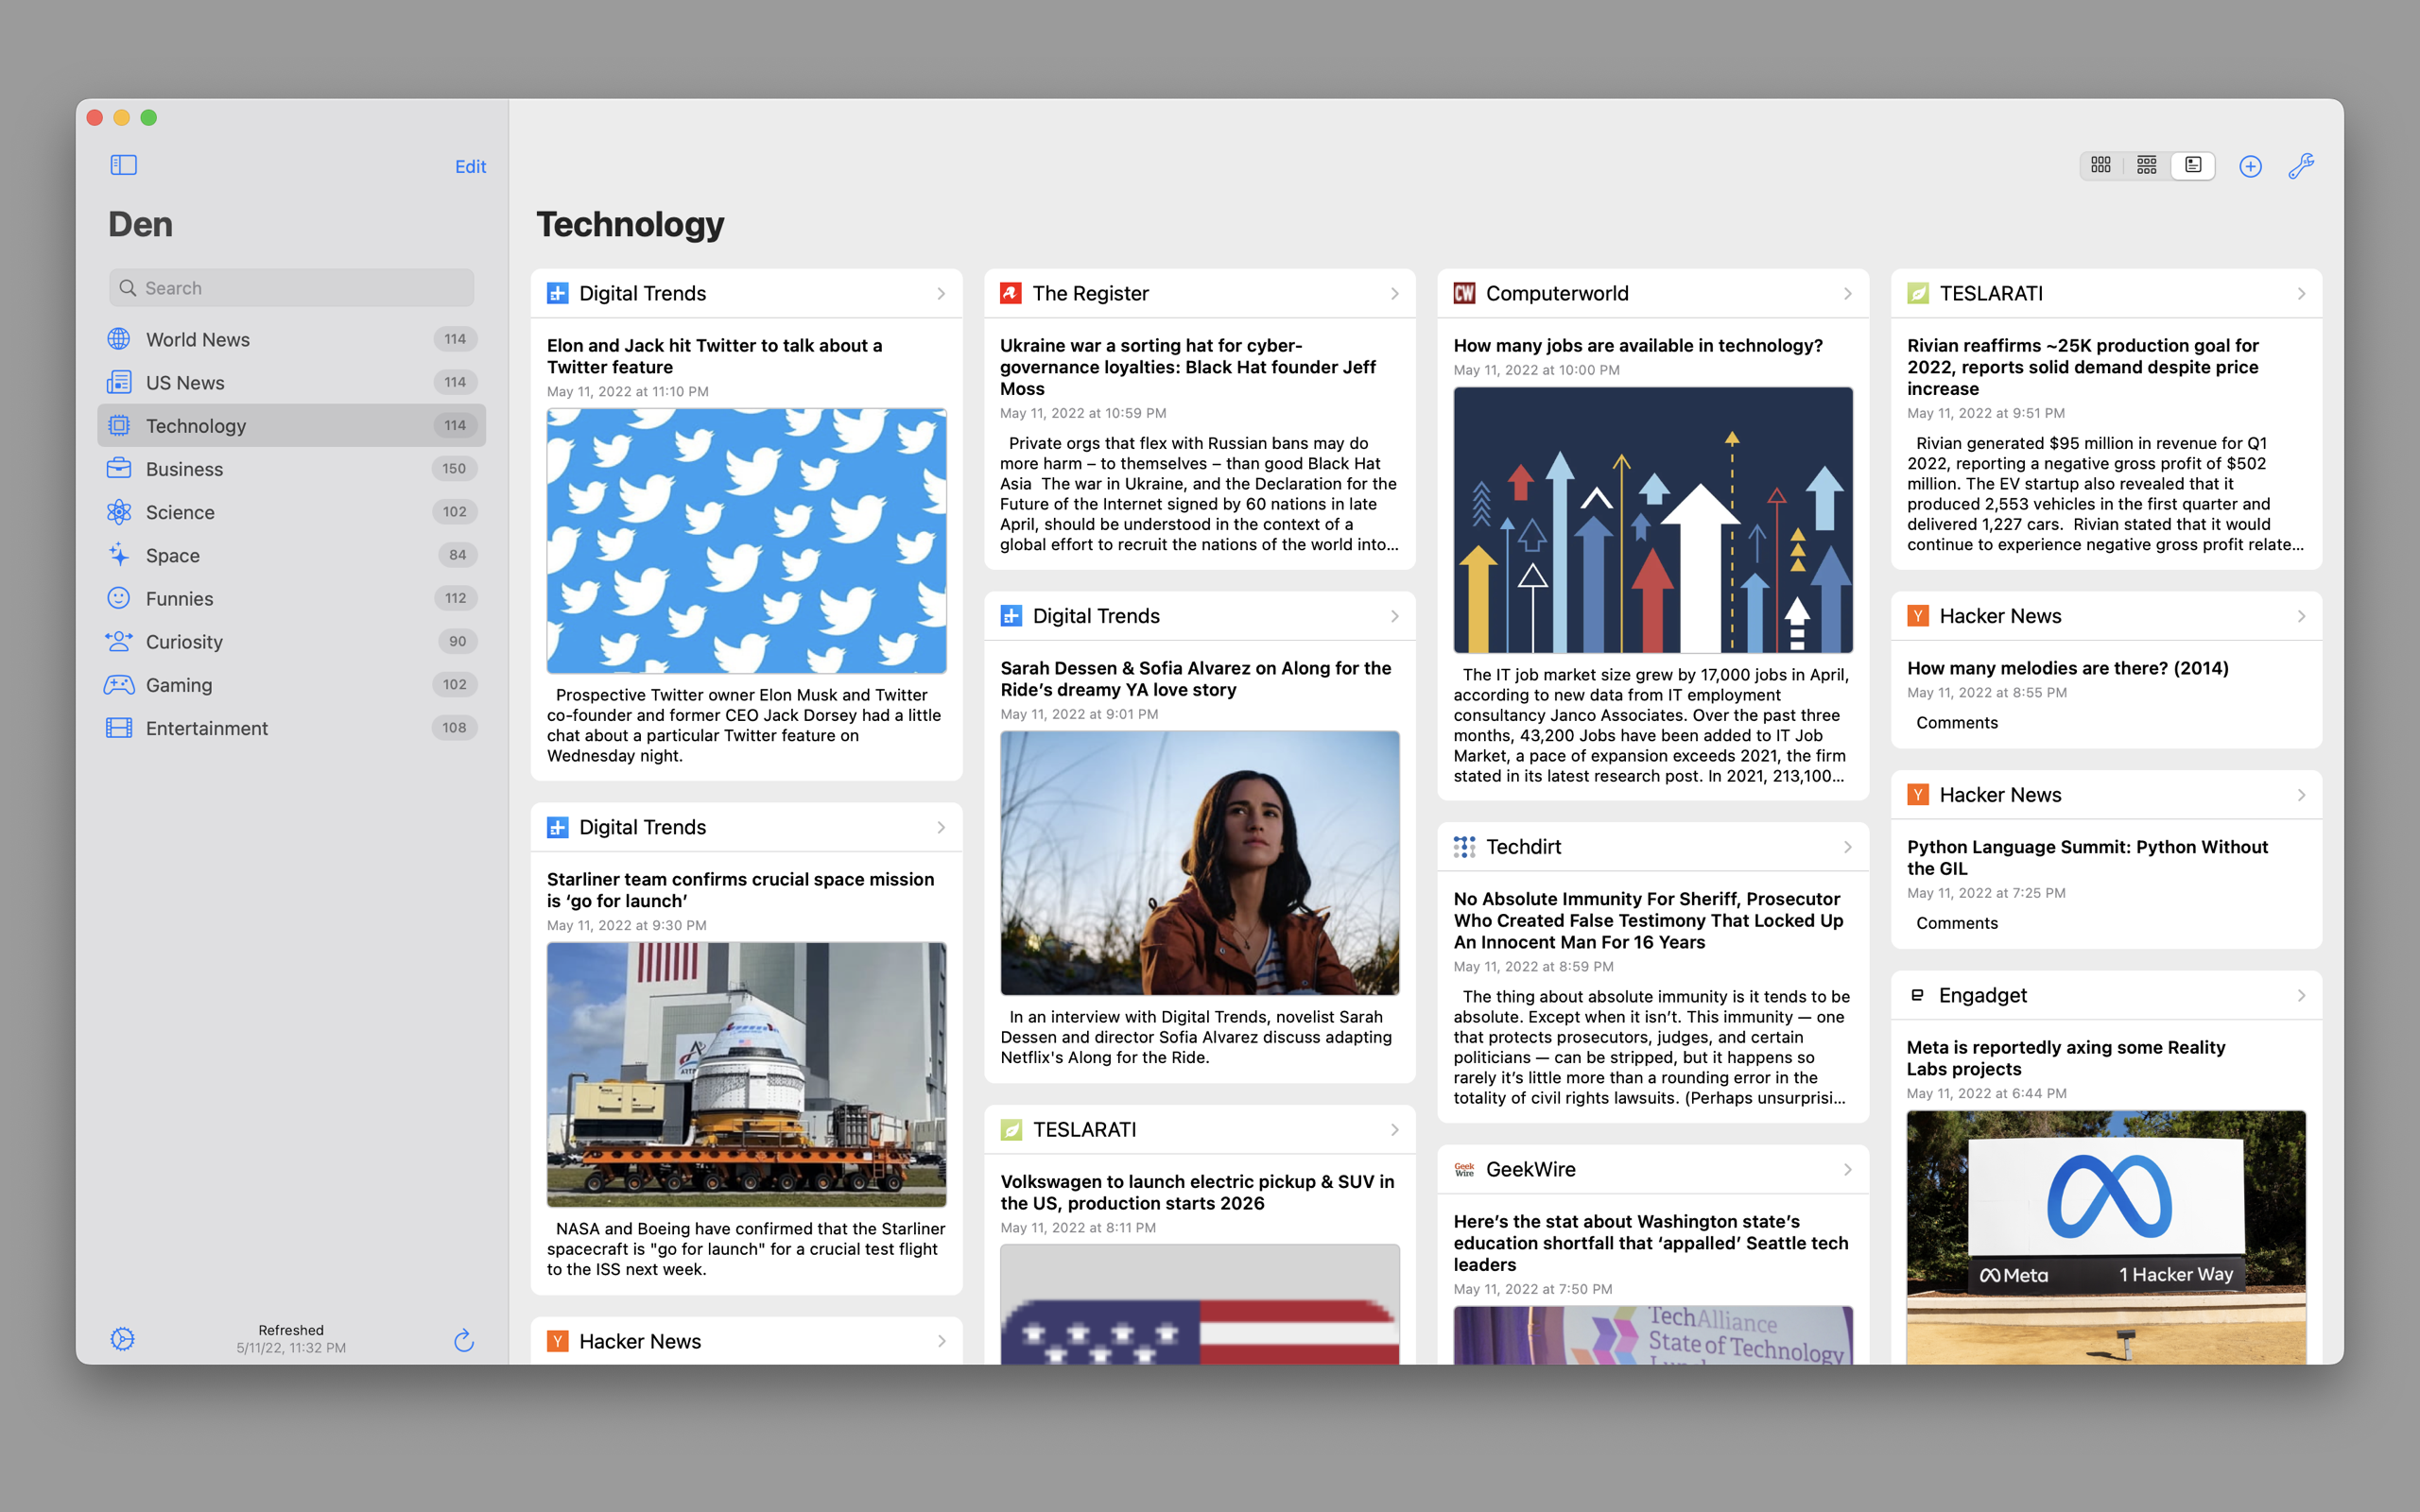 Edit
Den
Search
World News 114
US News 114
Technology 114
Business 150
Science 102
Space 84
Funnies 112
Curiosity 90
Gaming 102
Entertainment 108
Refreshed
5/11/22, 11:32 PM
Technology
Digital Trends
Elon and Jack hit Twitter to talk about a
Twitter feature
May 11, 2022 at 11:10 PM
Prospective Twitter owner Elon Musk and Twitter
co-founder and former CEO Jack Dorsey had a little
chat about a particular Twitter feature on
Wednesday night.
Digital Trends
Starliner team confirms crucial space mission
is ‘go for launch’
May 11, 2022 at 9:30 PM
NASA and Boeing have confirmed that the Starliner
spacecraft is "go for launch" for a crucial test flight
to the ISS next week.
Y
Hacker News
The Register
Ukraine war a sorting hat for cyber-
governance loyalties: Black Hat founder Jeff
Moss
May 11, 2022 at 10:59 PM
Private orgs that flex with Russian bans may do
more harm – to themselves – than good Black Hat
Asia The war in Ukraine, and the Declaration for the
Future of the Internet signed by 60 nations in late
April, should be understood in the context of a
global effort to recruit the nations of the world into...
Digital Trends
Sarah Dessen & Sofia Alvarez on Along for the
Ride’s dreamy YA love story
May 11, 2022 at 9:01 PM
In an interview with Digital Trends, novelist Sarah
Dessen and director Sofia Alvarez discuss adapting
Netflix's Along for the Ride.
TESLARATI
Volkswagen to launch electric pickup & SUV in
the US, production starts 2026
May 11, 2022 at 8:11 PM
CW
Computerworld
How many jobs are available in technology?
May 11, 2022 at 10:00 PM
The IT job market size grew by 17,000 jobs in April,
according to new data from IT employment
consultancy Janco Associates. Over the past three
months, 43,200 Jobs have been added to IT Job
Market, a pace of expansion exceeds 2021, the firm
stated in its latest research post. In 2021, 213,100...
Techdirt
No Absolute Immunity For Sheriff, Prosecutor
Who Created False Testimony That Locked Up
An Innocent Man For 16 Years
May 11, 2022 at 8:59 PM
The thing about absolute immunity is it tends to be
absolute. Except when it isn’t. This immunity — one
that protects prosecutors, judges, and certain
politicians — can be stripped, but it happens so
rarely it’s little more than a rounding error in the
totality of civil rights lawsuits. (Perhaps unsurprisi...
Geek
Wire
GeekWire
Here’s the stat about Washington state’s
education shortfall that ‘appalled’ Seattle tech
leaders
May 11, 2022 at 7:50 PM
TechAlliance
State of Technology
TESLARATI
Rivian reaffirms ~25K production goal for
2022, reports solid demand despite price
increase
May 11, 2022 at 9:51 PM
Rivian generated $95 million in revenue for Q1
2022, reporting a negative gross profit of $502
million. The EV startup also revealed that it
produced 2,553 vehicles in the first quarter and
delivered 1,227 cars. Rivian stated that it would
continue to experience negative gross profit relate...
Y
Hacker News
How many melodies are there? (2014)
May 11, 2022 at 8:55 PM
Comments
Y
Hacker News
Python Language Summit: Python Without
the GIL
May 11, 2022 at 7:25 PM
Comments
Engadget
Meta is reportedly axing some Reality
Labs projects
May 11, 2022 at 6:44 PM
Meta 1 Hacker Way